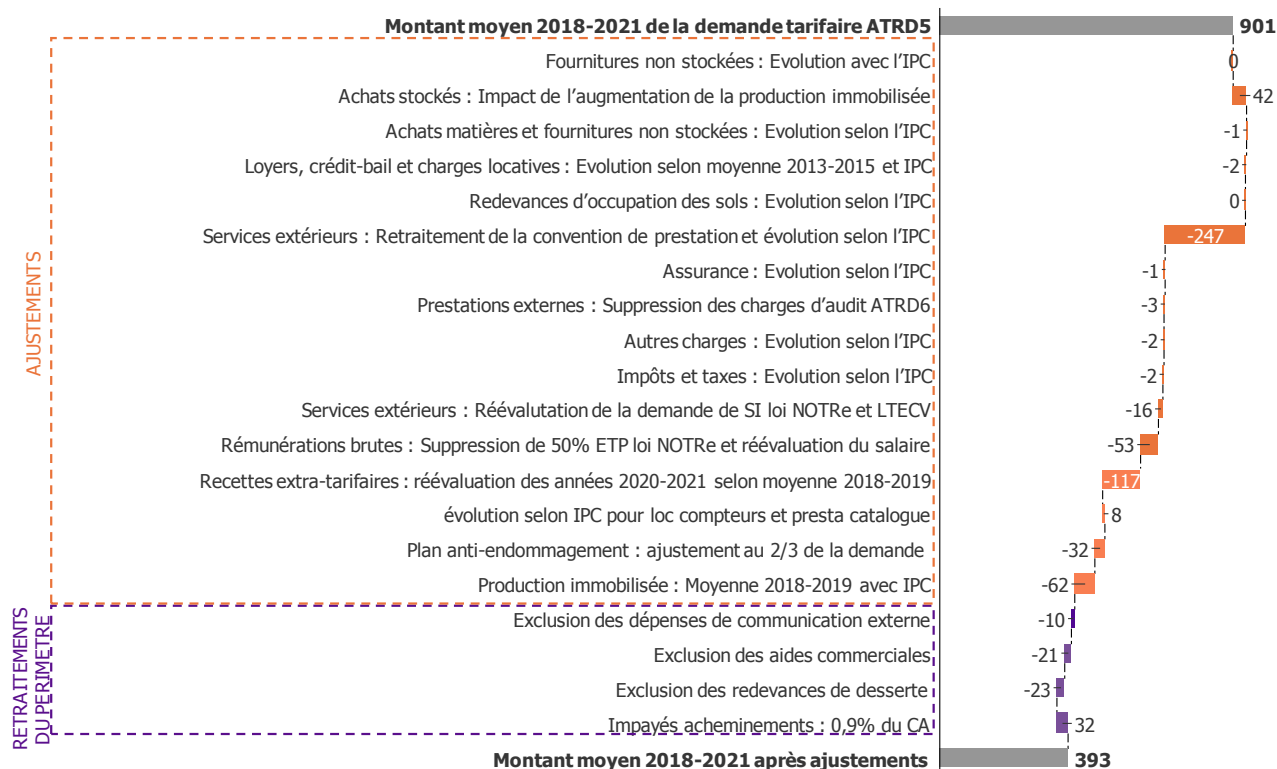 Montant moyen 2018-2021 de la demande tarifaire ATRD5 901
Fournitures non stockées : Evolution avec l'IPC 0
Achats stockés : Impact de l'augmentation de la production immobilisée 42
Achats matières et fournitures non stockées : Evolution selon l'IPC -1
Loyers, crédit-bail et charges locatives : Evolution selon moyenne 2013-2015 et IPC -2
Redevances d'occupation des sols : Evolution selon l'IPC 0
Services extérieurs : Retraitement de la convention de prestation et évolution selon l'IPC -247
Assurance : Evolution selon l'IPC -1
Prestations externes : Suppression des charges d'audit ATRD6 -3
Autres charges : Evolution selon l'IPC -2
Impôts et taxes : Evolution selon l'IPC -2
Services extérieurs : Réévalutation de la demande de SI loi NOTRe et LTECV -16
Rémunérations brutes : Suppression de 50% ETP loi NOTRe et réévaluation du salaire -53
Recettes extra-tarifaires : réévaluation des années 2020-2021 selon moyenne 2018-2019 -117
évolution selon IPC pour loc compteurs et presta catalogue 8
Plan anti-endommagement : ajustement au 2/3 de la demande -32
Production immobilisée : Moyenne 2018-2019 avec IPC -62
AJUSTEMENTS
Exclusion des dépenses de communication externe -10
Exclusion des aides commerciales -21
Exclusion des redevances de desserte -23
Impayés acheminements : 0,9% du CA 32
RETRAITEMENTS
DU PERIMETRE
Montant moyen 2018-2021 après ajustements 393